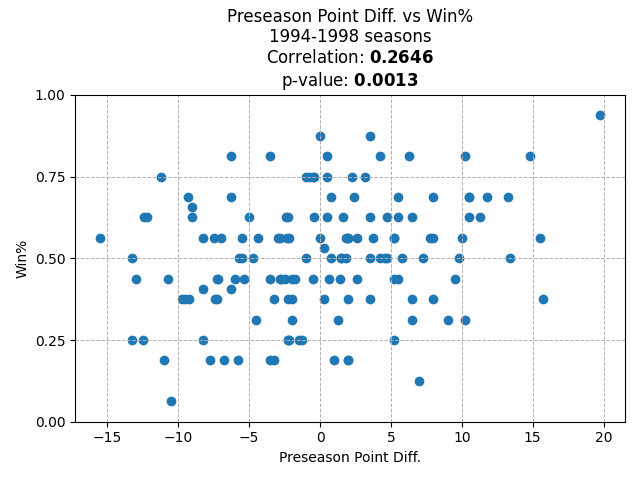 Preseason Point Diff. vs Win%
1994-1998 seasons
Correlation: 0.2646
p-value: 0.0013
1.00
0.75
0.50
0.25
0.00
Win%
−15 −10 −5 0 5 10 15 20
Preseason Point Diff.